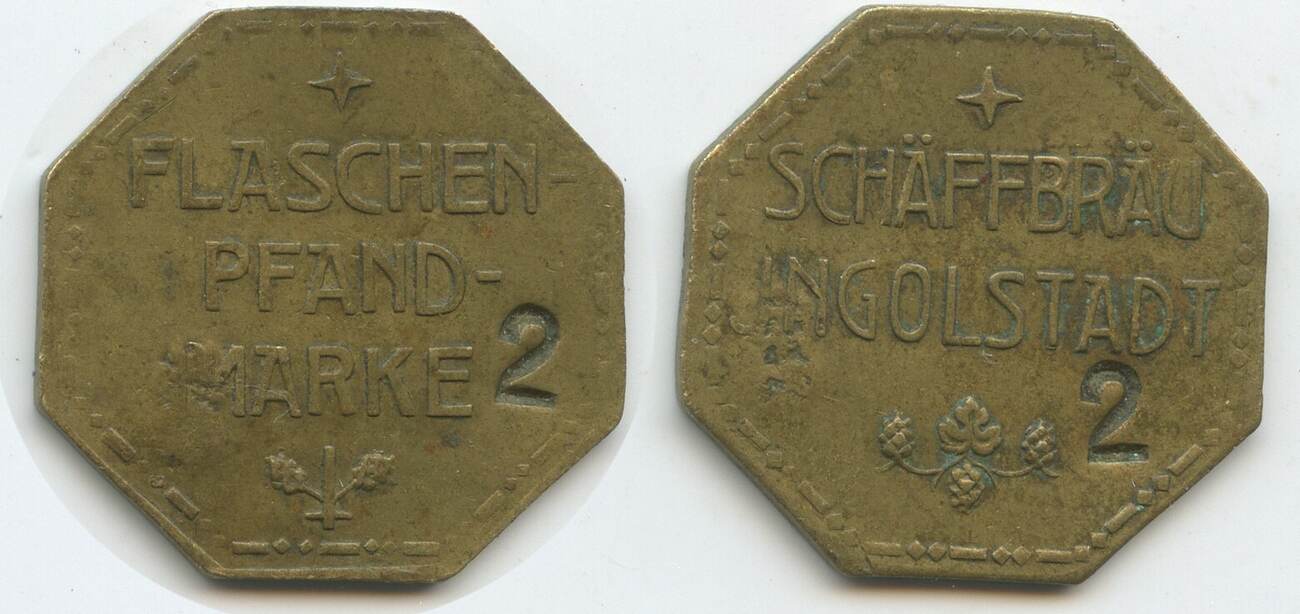 FLASCHEN-
PFAND-
MARKE 2
SCHÄFFBRÄU
INGOLSTADT
2